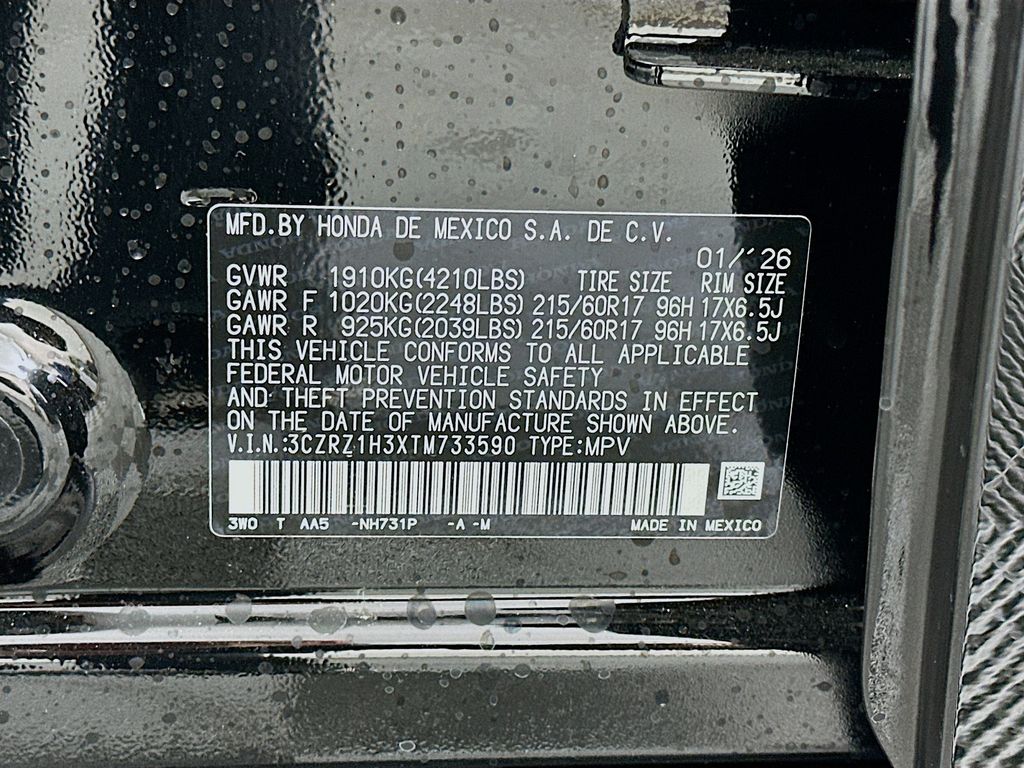 MFD.BY HONDA DE MEXICO S.A. DE C.V.
01/'26
GVWR 1910KG(4210LBS) TIRE SIZE RIM SIZE
GAWR F 1020KG(2248LBS) 215/60R17 96H 17X6.5J
GAWR R 925KG(2039LBS) 215/60R17 96H 17X6.5J
THIS VEHICLE CONFORMS TO ALL APPLICABLE
FEDERAL MOTOR VEHICLE SAFETY
AND THEFT PREVENTION STANDARDS IN EFFECT
ON THE DATE OF MANUFACTURE SHOWN ABOVE.
V.I.N.:3CZRZ1H3XTM733590 TYPE:MPV
3W0 T AA5 -NH731P -A -M MADE IN MEXICO